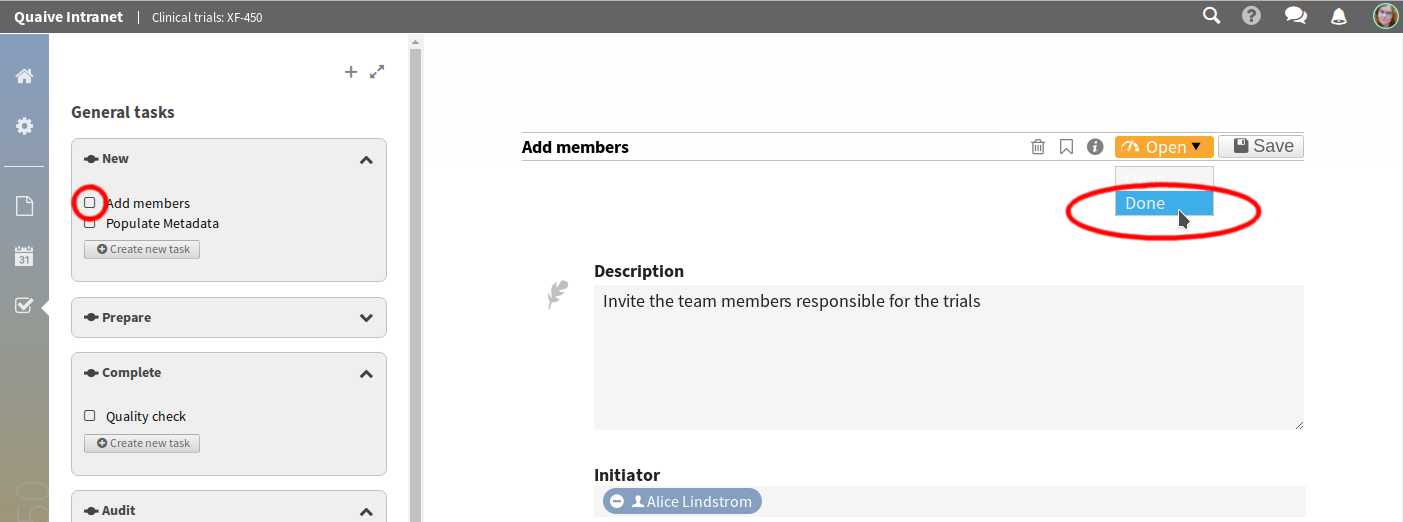 Quaive Intranet | Clinical trials: XF-450
General tasks
New
Add members
Populate Metadata
Create new task
Prepare
31
Complete
Quality check
Create new task
Audit
50
Add members
Open
Save
Open
Done
Description
Invite the team members responsible for the trials
Initiator
Alice Lindstrom